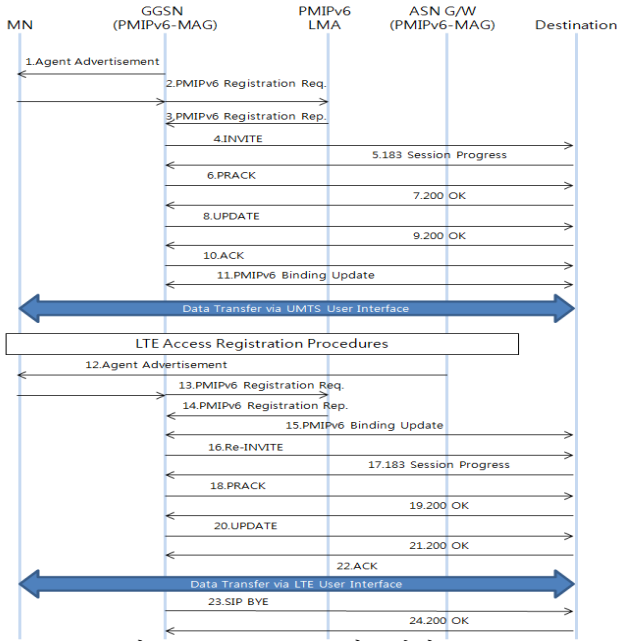 GGSN PMIPv6 ASN G/W
MN (PMIPv6-MAG) LMA (PMIPv6-MAG) Destination
1.Agent Advertisement
2.PMIPv6 Registration Req.
3.PMIPv6 Registration Rep.
4.INVITE
5.183 Session Progress
6.PRACK
7.200 OK
8.UPDATE
9.200 OK
10.ACK
11.PMIPv6 Binding Update
Data Transfer via UMTS User Interface
LTE Access Registration Procedures
12.Agent Advertisement
13.PMIPv6 Registration Req.
14.PMIPv6 Registration Rep.
15.PMIPv6 Binding Update
16.Re-INVITE
17.183 Session Progress
18.PRACK
19.200 OK
20.UPDATE
21.200 OK
22.ACK
Data Transfer via LTE User Interface
23.SIP BYE
24.200 OK